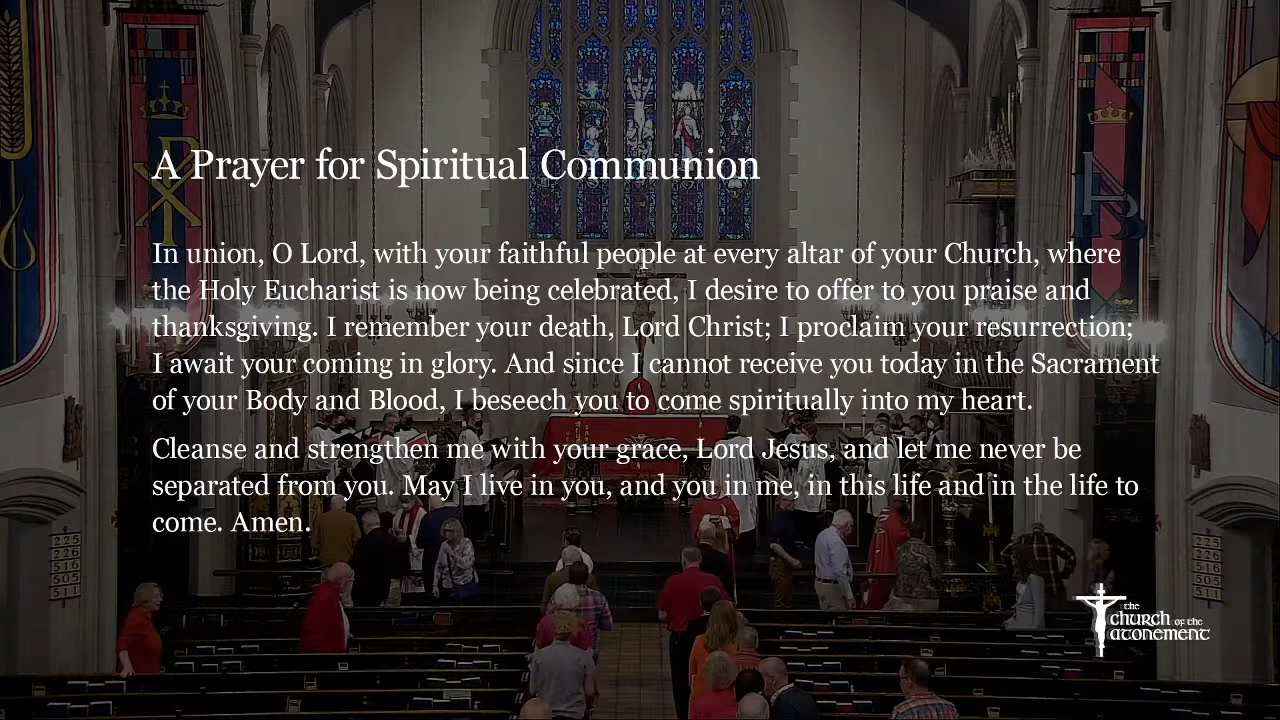 A Prayer for Spiritual Communion
In union, O Lord, with your faithful people at every altar of your Church, where
the Holy Eucharist is now being celebrated, I desire to offer to you praise and
thanksgiving. I remember your death, Lord Christ; I proclaim your resurrection;
I await your coming in glory. And since I cannot receive you today in the Sacrament
of your Body and Blood, I beseech you to come spiritually into my heart.
Cleanse and strengthen me with your grace, Lord Jesus, and let me never be
separated from you. May I live in you, and you in me, in this life and in the life to
come. Amen.
225
226
516
505
511
225
226
516
505
511
the
church of the
atonement